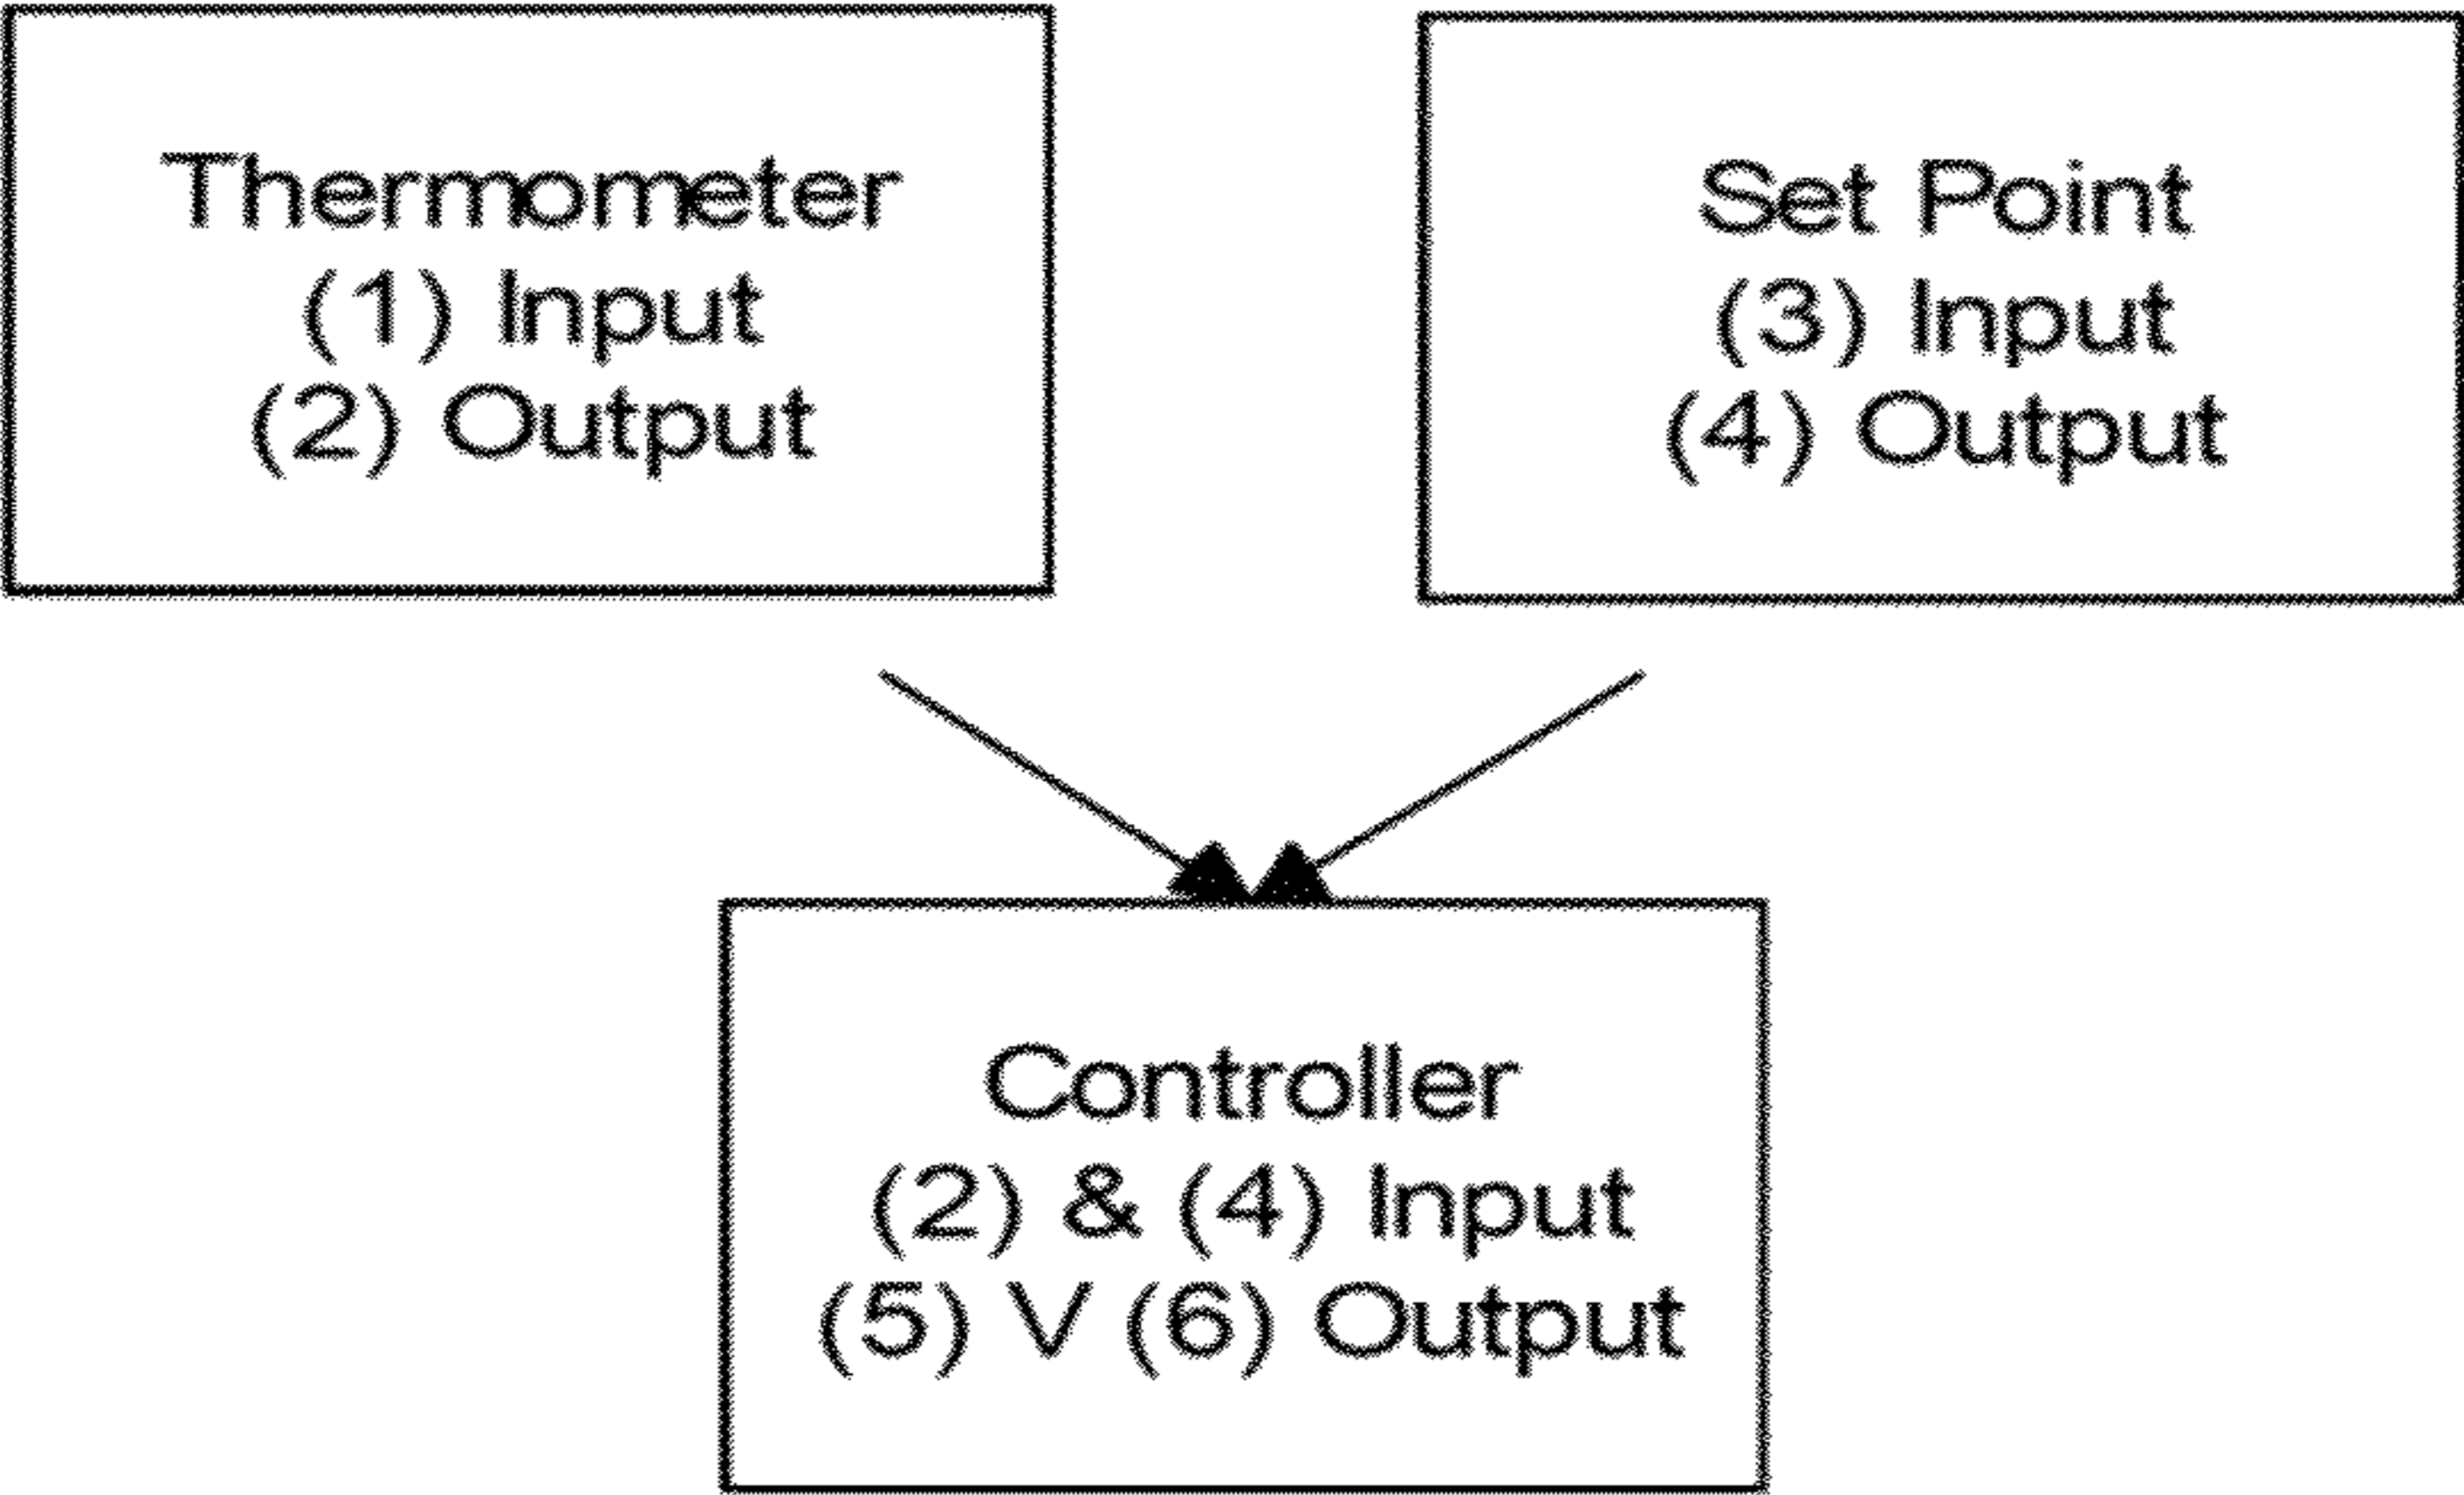 Thermometer
(1) Input
(2) Output
Set Point
(3) Input
(4) Output
Controller
(2) & (4) Input
(5) V (6) Output